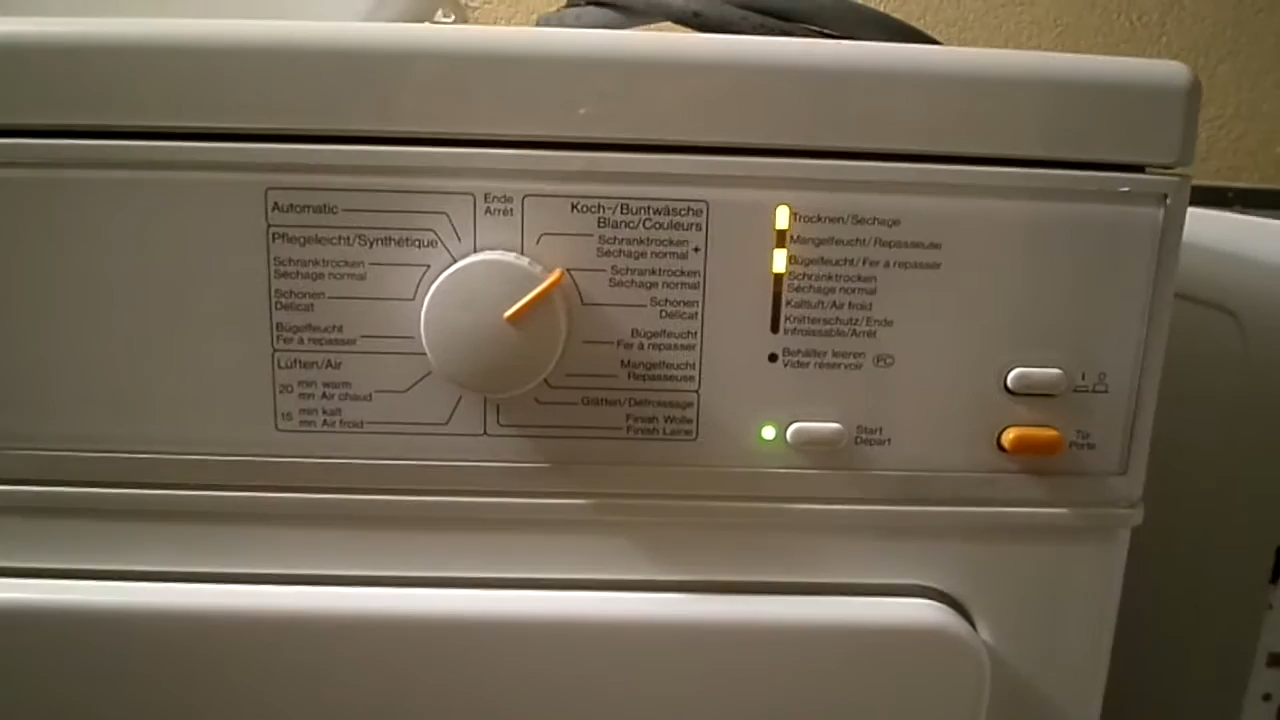 Automatic
Pflegeleicht/Synthétique
Schranktrocken
Séchage normal
Schonen
Délicat
Bügelfeucht
Fer à repasser
Lüften/Air
20 min warm
mn Air chaud
15 min kalt
mn Air froid
Ende
Arrêt
Koch-/Buntwäsche
Blanc/Couleurs
Schranktrocken +
Séchage normal
Schranktrocken
Séchage normal
Schonen
Délicat
Bügelfeucht
Fer à repasser
Mangelfeucht
Repasseuse
Glätten/Défroissage
Finish Wolle
Finish Laine
Trocknen/Séchage
Mangelfeucht/Repasseuse
Bügelfeucht/Fer à repasser
Schranktrocken
Séchage normal
Kaltluft/Air froid
Knitterschutz/Ende
Infroissable/Arrêt
Behälter leeren
Vider réservoir PC
Start
Départ
I 0
Tür
Porte